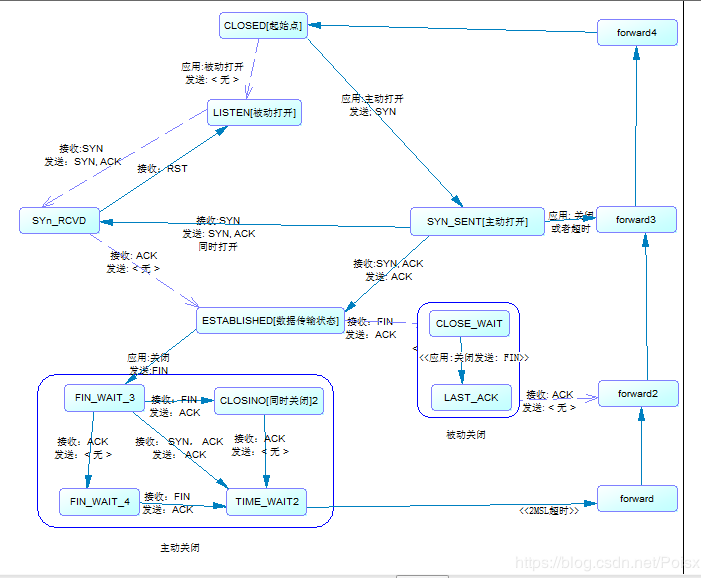 CLOSED[起始点]
forward4
应用:被动打开
发送: < 无 >
应用:主动打开
发送, SYN
LISTEN[被动打开]
接收:SYN
发送: SYN, ACK
接收: RST
SYn_RCVD
接收:SYN
发送: SYN, ACK
同时打开
SYN_SENT[主动打开]
应用: 关闭
或者超时
forward3
接收: ACK
发送: < 无 >
接收:SYN, ACK
发送: ACK
ESTABLISHED[数据传输状态]
接收: FIN
发送: ACK
CLOSE_WAIT
<
<<应用:关闭发送: FIN>>
应用:关闭
发送:FIN
LAST_ACK
接收: ACK
发送: < 无 >
forward2
FIN_WAIT_3
接收: FIN
发送: ACK
CLOSINO[同时关闭]2
被动关闭
接收: ACK
发送: < 无 >
接收: SYN, ACK
发送: ACK
接收: ACK
发送: < 无 >
FIN_WAIT_4
接收: FIN
发送: ACK
TIME_WAIT2
<<2MSL超时>>
forward
主动关闭
https://blog.csdn.net/Poisx